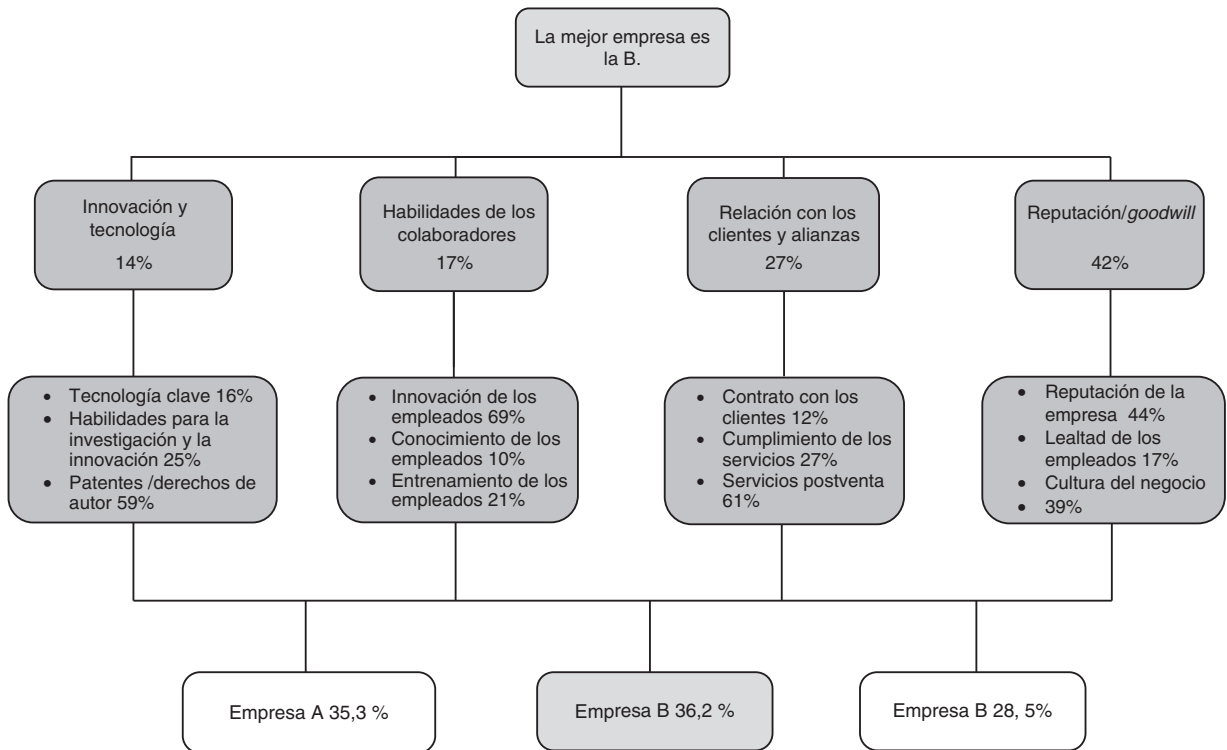 La mejor empresa es
la B.
Innovación y
tecnología
14%
Habilidades de los
colaboradores
17%
Relación con los
clientes y alianzas
27%
Reputación/goodwill
42%
• Tecnología clave 16%
• Habilidades para la
investigación y la
innovación 25%
• Patentes /derechos de
autor 59%
• Innovación de los
empleados 69%
• Conocimiento de los
empleados 10%
• Entrenamiento de los
empleados 21%
• Contrato con los
clientes 12%
• Cumplimiento de los
servicios 27%
• Servicios postventa
61%
• Reputación de la
empresa 44%
• Lealtad de los
empleados 17%
• Cultura del negocio
• 39%
Empresa A 35,3 %
Empresa B 36,2 %
Empresa B 28, 5%